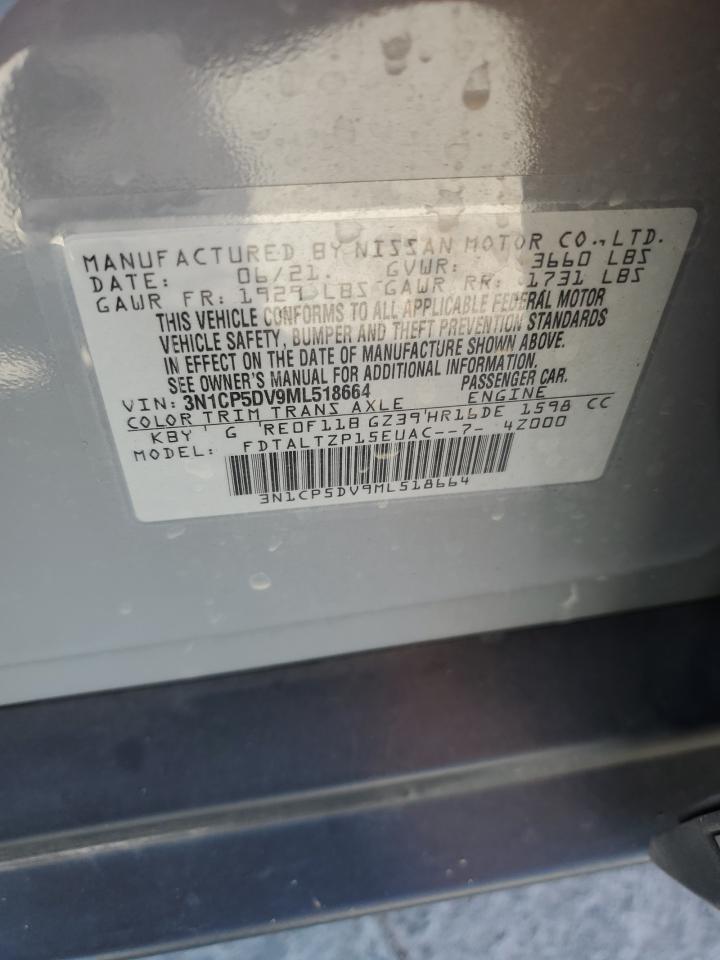 MANUFACTURED BY NISSAN MOTOR CO., LTD.
DATE: 06/21. GVWR: 3660 LBS
GAWR FR: 1929 LBS GAWR RR: 1731 LBS
THIS VEHICLE CONFORMS TO ALL APPLICABLE FEDERAL MOTOR
VEHICLE SAFETY, BUMPER AND THEFT PREVENTION STANDARDS
IN EFFECT ON THE DATE OF MANUFACTURE SHOWN ABOVE.
SEE OWNER'S MANUAL FOR ADDITIONAL INFORMATION.
VIN: 3N1CP5DV9ML518664 PASSENGER CAR.
COLOR TRIM TRANS AXLE ENGINE
KBY G RE0F11B GZ39 HR16DE 1598 CC
MODEL: FDTALTZP15EUAC--7- 4Z000
3N1CP5DV9ML518664